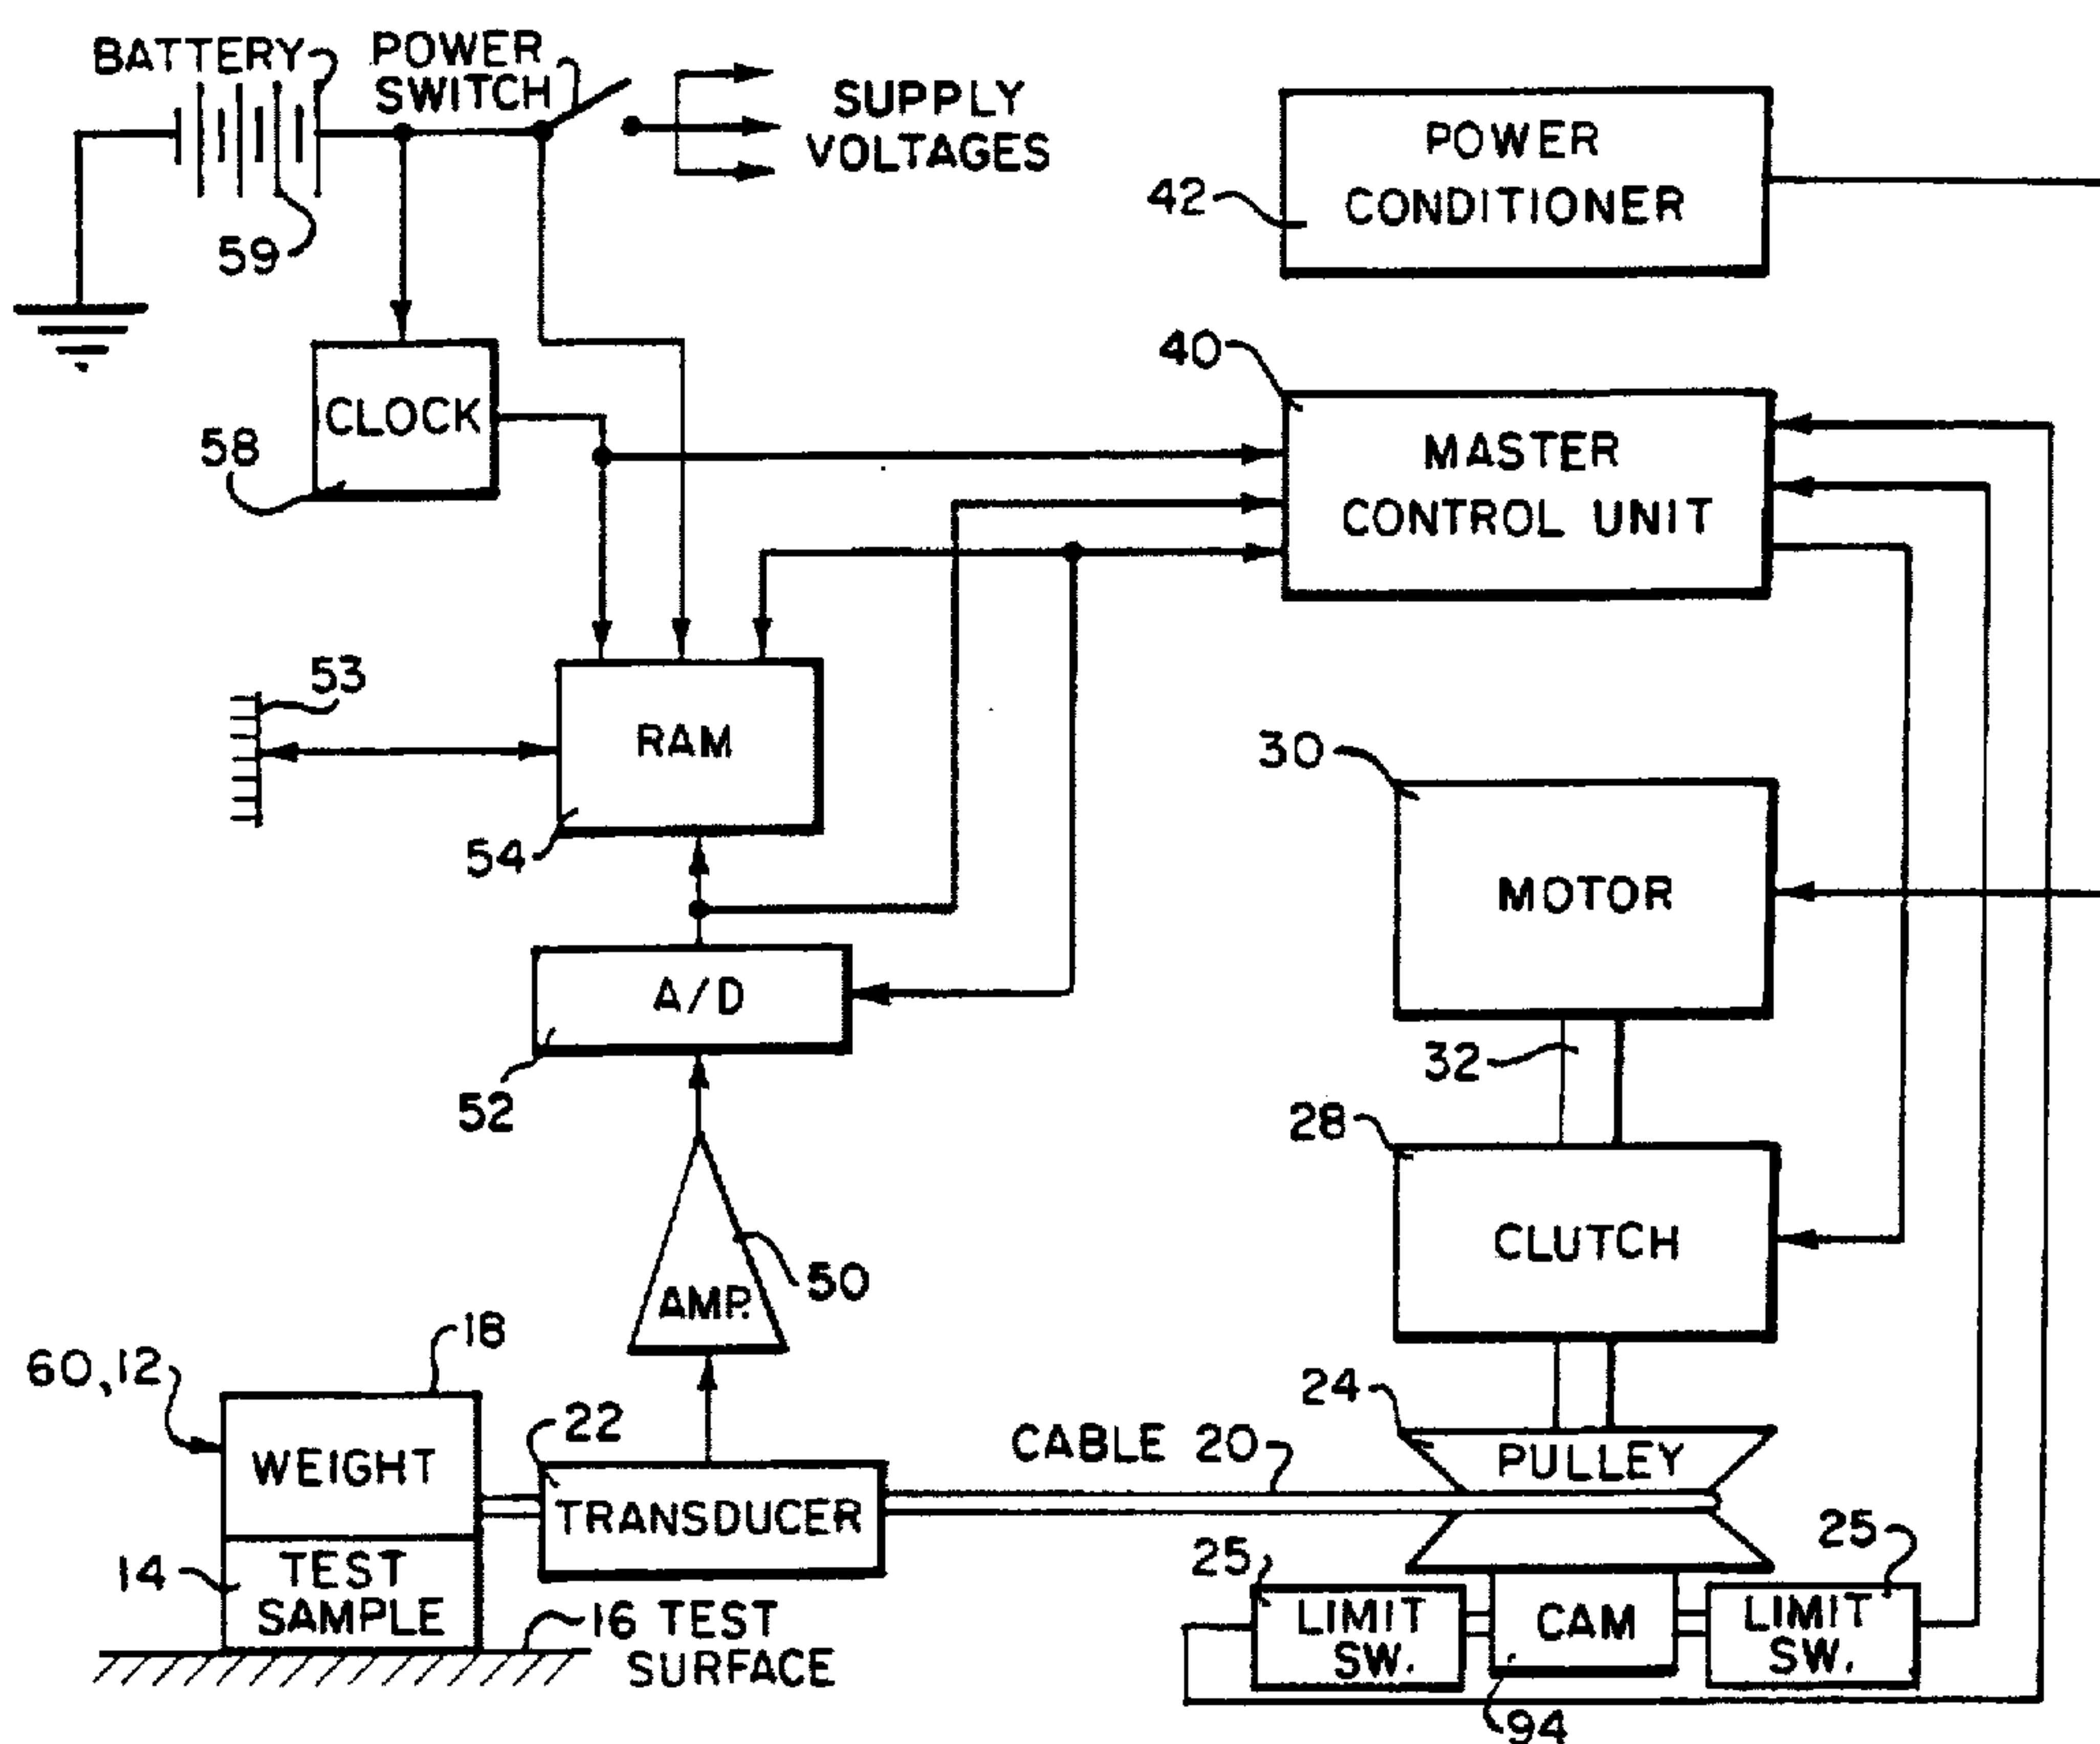 BATTERY
POWER
SWITCH
SUPPLY
VOLTAGES
59
POWER
CONDITIONER
42
CLOCK
58
40
MASTER
CONTROL UNIT
53
RAM
54
30
MOTOR
A/D
52
32
28
CLUTCH
AMP.
50
60,12
18
WEIGHT
22
TRANSDUCER
CABLE 20
24
PULLEY
14
TEST
SAMPLE
16 TEST
SURFACE
25
LIMIT
SW.
CAM
94
25
LIMIT
SW.